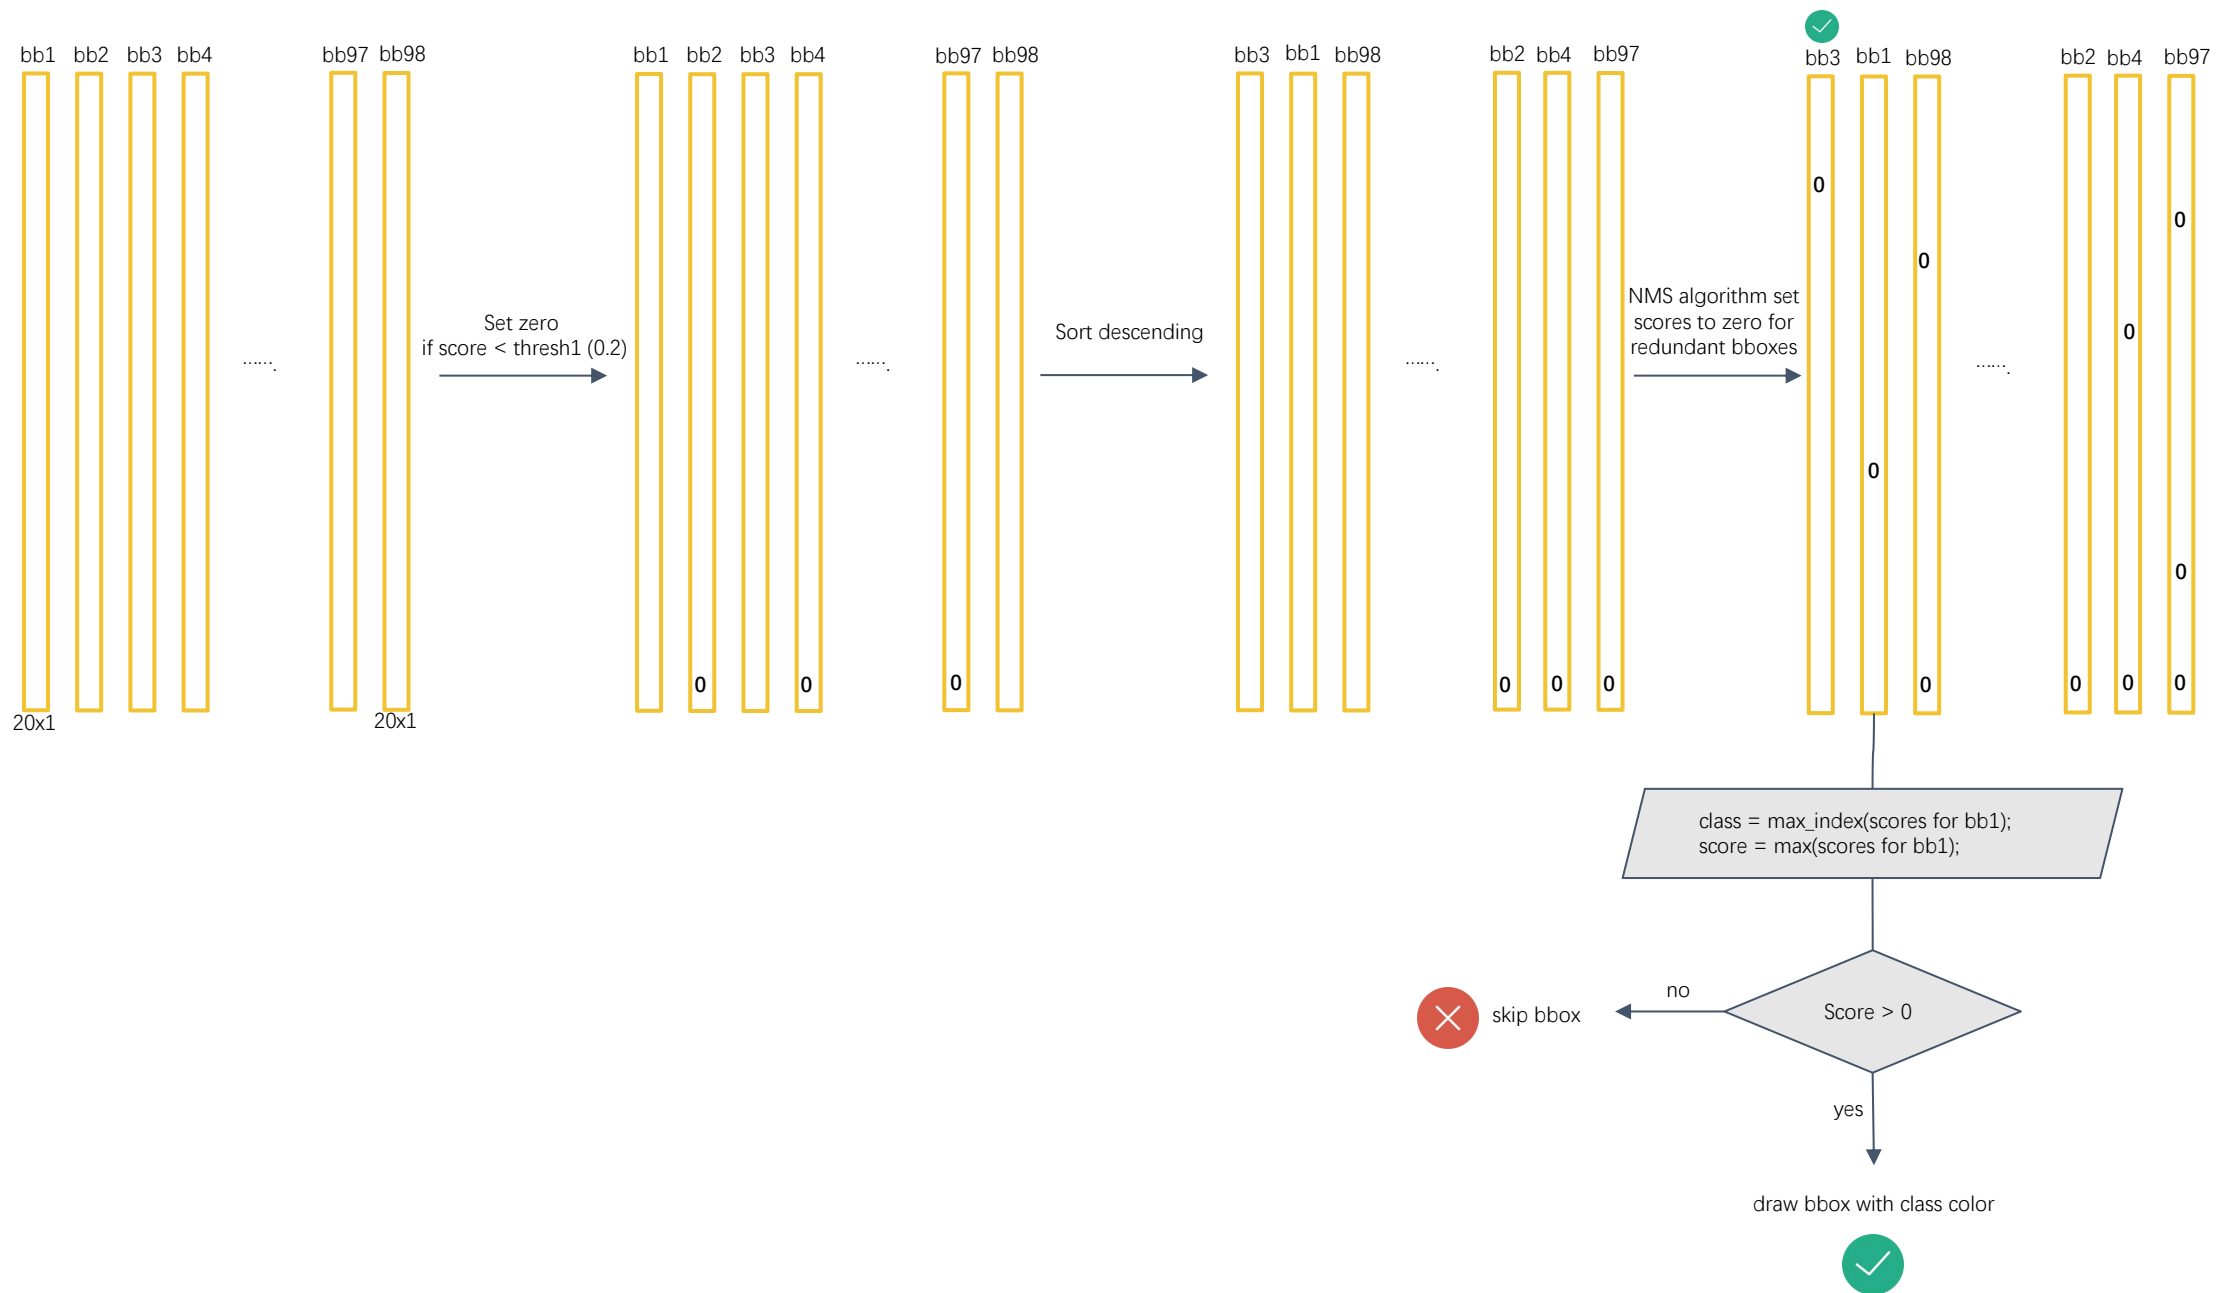 bb1 bb2 bb3 bb4 bb97 bb98
20x1 20x1
…….
Set zero
if score < thresh1 (0.2)
bb1 bb2 bb3 bb4 bb97 bb98
…….
0 0 0
Sort descending
bb3 bb1 bb98 bb2 bb4 bb97
…….
0 0 0
NMS algorithm set
scores to zero for
redundant bboxes
bb3 bb1 bb98 bb2 bb4 bb97
0
0
0
0
…….
0
0
0 0 0 0
class = max_index(scores for bb1);
score = max(scores for bb1);
Score > 0
no
skip bbox
yes
draw bbox with class color